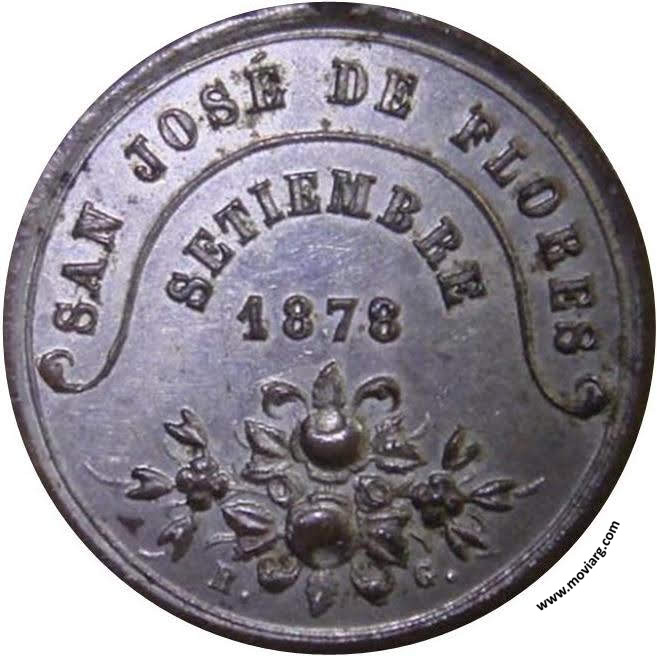 SAN JOSÉ DE FLORES
SETIEMBRE
1878
R. G.
www.moviarg.com